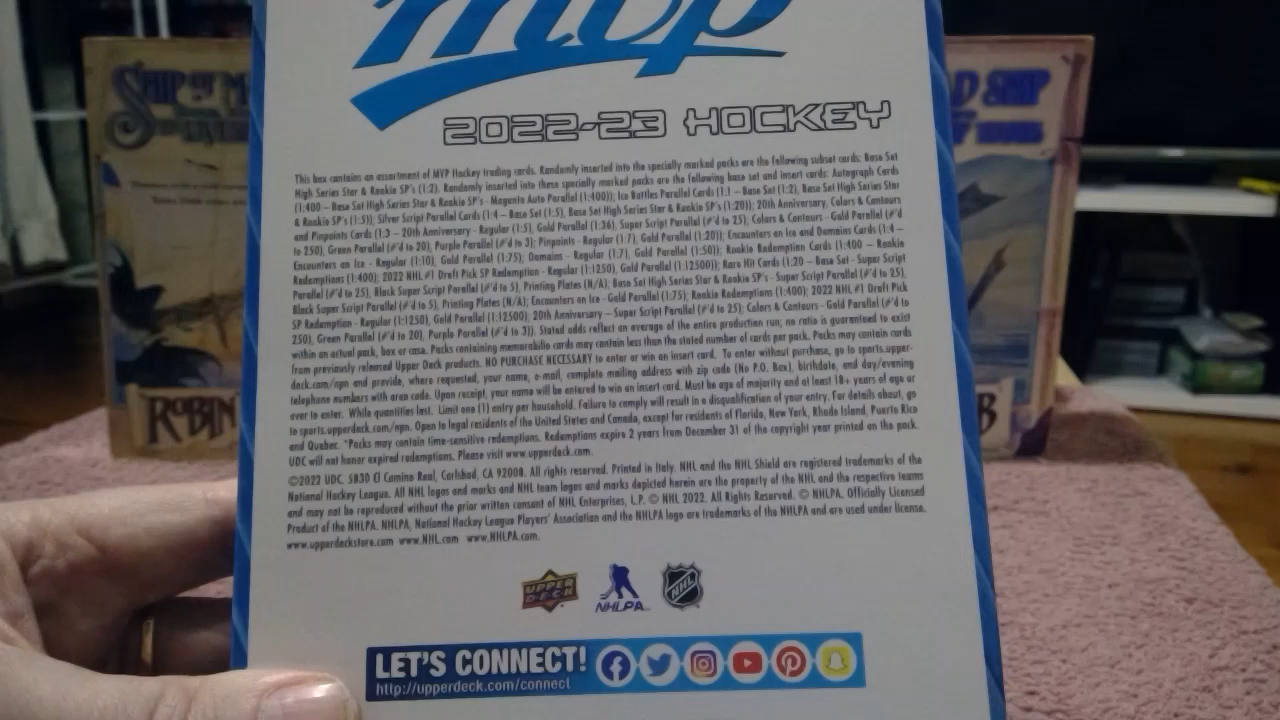 mvp
2022-23 HOCKEY
This box contains an assortment of MVP Hockey trading cards. Randomly inserted into the specially marked packs are the following subset cards: Base Set
High Series Star & Rookie SP's (1:2). Randomly inserted into these specially marked packs are the following base set and insert cards: Autograph Cards
(1:400 – Base Set High Series Star & Rookie SP's - Magenta Auto Parallel (1:400)); Ice Battles Parallel Cards (1:1 – Base Set (1:2), Base Set High Series Star
& Rookie SP's (1:5)); Silver Script Parallel Cards (1:4 – Base Set (1:5), Base Set High Series Star & Rookie SP's (1:20)); 20th Anniversary, Colors & Contours
and Pinpoints Cards (1:3 – 20th Anniversary - Regular (1:5), Gold Parallel (1:36), Super Script Parallel (#'d to 25); Colors & Contours - Gold Parallel (#'d
to 250), Green Parallel (#'d to 20), Purple Parallel (#'d to 3); Pinpoints - Regular (1:7), Gold Parallel (1:20)); Encounters on Ice and Domains Cards (1:4 –
Encounters on Ice - Regular (1:10), Gold Parallel (1:75); Domains - Regular (1:7), Gold Parallel (1:50)); Rookie Redemption Cards (1:400 – Rookie
Redemptions (1:400); 2022 NHL #1 Draft Pick SP Redemption - Regular (1:1250), Gold Parallel (1:12500)); Rare Hit Cards (1:20 – Base Set - Super Script
Parallel (#'d to 25), Black Super Script Parallel (#'d to 5), Printing Plates (N/A); Base Set High Series Star & Rookie SP's - Super Script Parallel (#'d to 25),
Black Super Script Parallel (#'d to 5), Printing Plates (N/A); Encounters on Ice - Gold Parallel (1:75); Rookie Redemptions (1:400); 2022 NHL #1 Draft Pick
SP Redemption - Regular (1:1250), Gold Parallel (1:12500); 20th Anniversary – Super Script Parallel (#'d to 25); Colors & Contours - Gold Parallel (#'d to
250), Green Parallel (#'d to 20), Purple Parallel (#'d to 3)). Stated odds reflect an average of the entire production run; no ratio is guaranteed to exist
within an actual pack, box or case. Packs containing memorabilia cards may contain less than the stated number of cards per pack. Packs may contain cards
from previously released Upper Deck products. NO PURCHASE NECESSARY to enter or win an insert card. To enter without purchase, go to sports.upper-
deck.com/npn and provide, where requested, your name, e-mail, complete mailing address with zip code (No P.O. Box), birthdate, and day/evening
telephone numbers with area code. Upon receipt, your name will be entered to win an insert card. Must be age of majority and at least 18+ years of age or
over to enter. While quantities last. Limit one (1) entry per household. Failure to comply will result in a disqualification of your entry. For details about, go
to sports.upperdeck.com/npn. Open to legal residents of the United States and Canada, except for residents of Florida, New York, Rhode Island, Puerto Rico
and Quebec. *Packs may contain time-sensitive redemptions. Redemptions expire 2 years from December 31 of the copyright year printed on the pack.
UDC will not honor expired redemptions. Please visit www.upperdeck.com.
©2022 UDC. 5830 El Camino Real, Carlsbad, CA 92008. All rights reserved. Printed in Italy. NHL and the NHL Shield are registered trademarks of the
National Hockey League. All NHL logos and marks and NHL team logos and marks depicted herein are the property of the NHL and the respective teams
and may not be reproduced without the prior written consent of NHL Enterprises, L.P. © NHL 2022. All Rights Reserved. © NHLPA. Officially Licensed
Product of the NHLPA. NHLPA, National Hockey League Players' Association and the NHLPA logo are trademarks of the NHLPA and are used under license.
www.upperdeckstore.com www.NHL.com www.NHLPA.com.
UPPER DECK NHLPA NHL
LET'S CONNECT!
http://upperdeck.com/connect
SHIP OF
ROBIN
SHIP
B